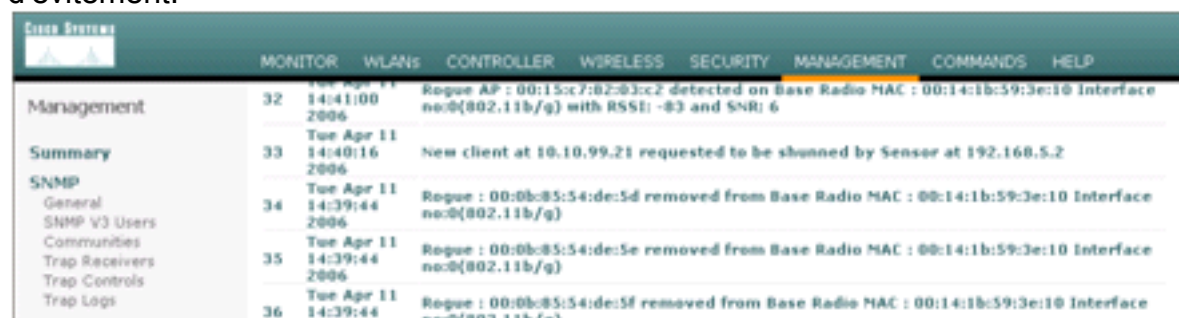 d'évitement.
CISCO SYSTEMS
MONITOR WLANs CONTROLLER WIRELESS SECURITY MANAGEMENT COMMANDS HELP
Management
Summary
SNMP
General
SNMP V3 Users
Communities
Trap Receivers
Trap Controls
Trap Logs
32 Tue Apr 11 14:41:00 2006 Rogue AP : 00:15:c7:82:03:c2 detected on Base Radio MAC : 00:14:1b:59:3e:10 Interface
no:0(802.11b/g) with RSSI: -83 and SNR: 6
33 Tue Apr 11 14:40:16 2006 New client at 10.10.99.21 requested to be shunned by Sensor at 192.168.5.2
34 Tue Apr 11 14:39:44 2006 Rogue : 00:0b:85:54:de:5d removed from Base Radio MAC : 00:14:1b:59:3e:10 Interface
no:0(802.11b/g)
35 Tue Apr 11 14:39:44 2006 Rogue : 00:0b:85:54:de:5e removed from Base Radio MAC : 00:14:1b:59:3e:10 Interface
no:0(802.11b/g)
36 Tue Apr 11 14:39:44 Rogue : 00:0b:85:54:de:5f removed from Base Radio MAC : 00:14:1b:59:3e:10 Interface
no:0(802.11b/g)